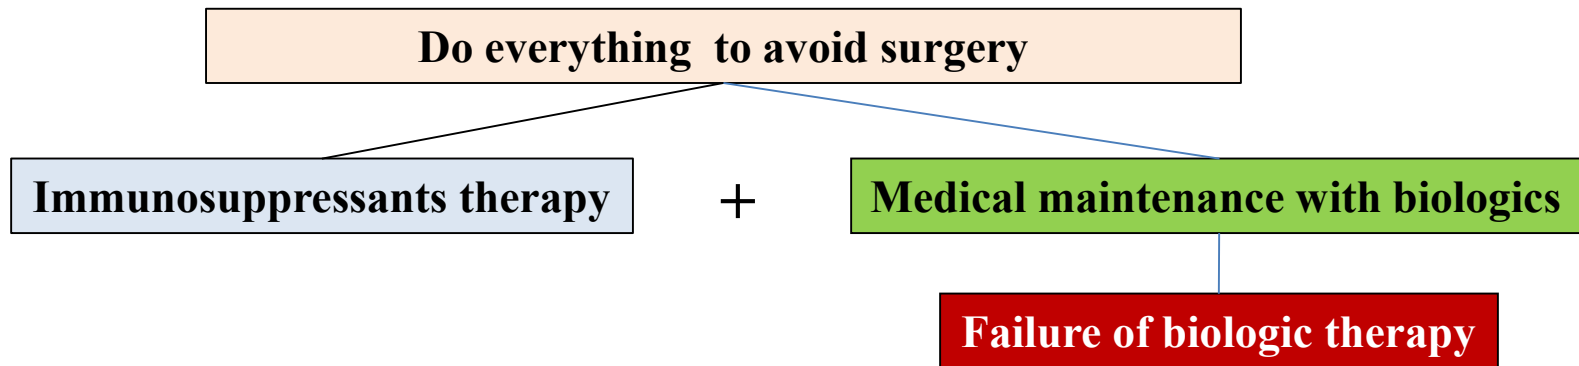 Do everything  to avoid surgery
Immunosuppressants therapy
+
Medical maintenance with biologics
Failure of biologic therapy